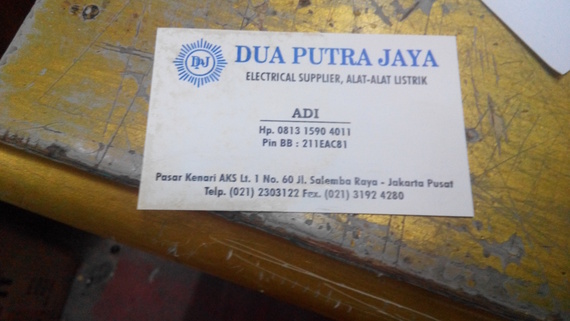 DPJ
DUA PUTRA JAYA
ELECTRICAL SUPPLIER, ALAT-ALAT LISTRIK
ADI
Hp. 0813 1590 4011
Pin BB : 211EAC81
Pasar Kenari AKS Lt. 1 No. 60 Jl. Salemba Raya - Jakarta Pusat
Telp. (021) 2303122 Fax. (021) 3192 4280